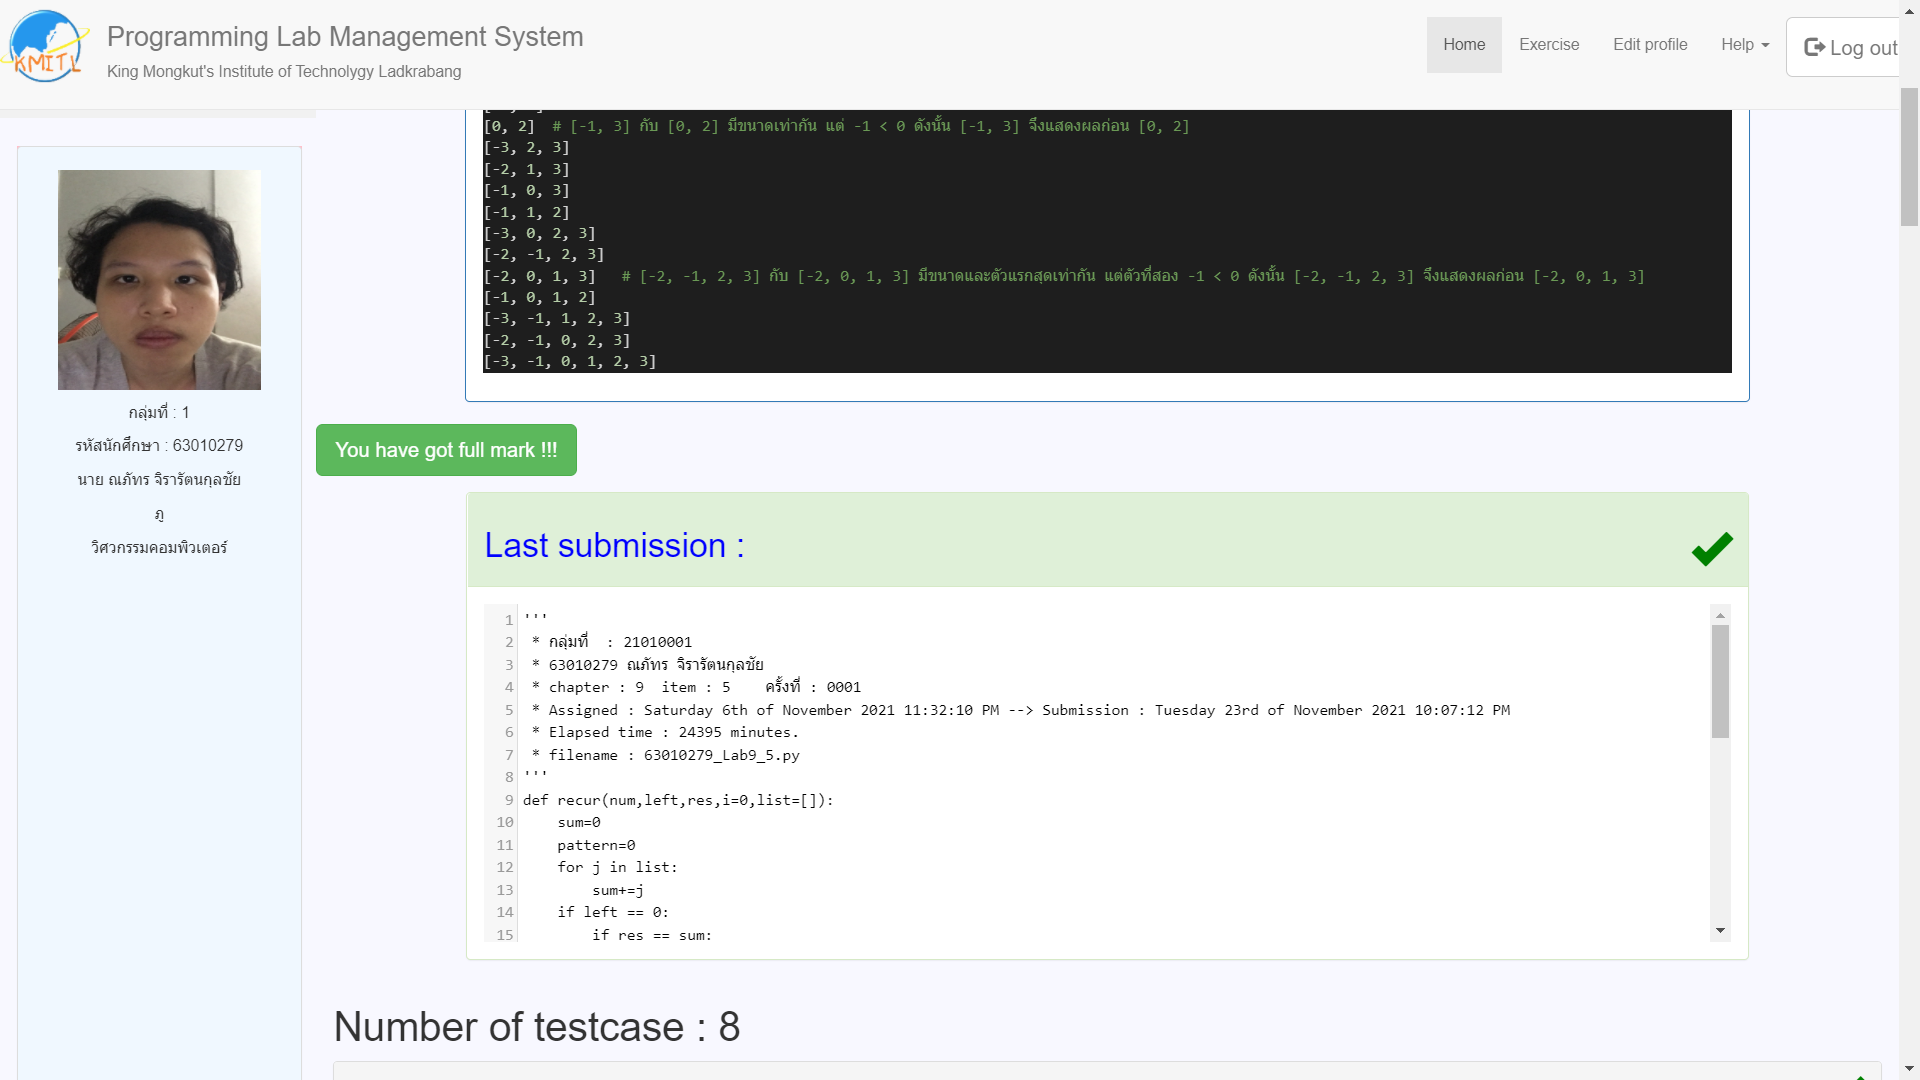 KMITL
Programming Lab Management System
King Mongkut's Institute of Technolygy Ladkrabang
Home
Exercise
Edit profile
Help
Log out
[0, 2]  # [-1, 3] กับ [0, 2] มีขนาดเท่ากัน แต่ -1 < 0 ดังนั้น [-1, 3] จึงแสดงผลก่อน [0, 2]
[-3, 2, 3]
[-2, 1, 3]
[-1, 0, 3]
[-1, 1, 2]
[-3, 0, 2, 3]
[-2, -1, 2, 3]
[-2, 0, 1, 3]   # [-2, -1, 2, 3] กับ [-2, 0, 1, 3] มีขนาดและตัวแรกสุดเท่ากัน แต่ตัวที่สอง -1 < 0 ดังนั้น [-2, -1, 2, 3] จึงแสดงผลก่อน [-2, 0, 1, 3]
[-1, 0, 1, 2]
[-3, -1, 1, 2, 3]
[-2, -1, 0, 2, 3]
[-3, -1, 0, 1, 2, 3]
กลุ่มที่ : 1
รหัสนักศึกษา : 63010279
นาย ณภัทร จิรารัตนกุลชัย
ภู
วิศวกรรมคอมพิวเตอร์
You have got full mark !!!
Last submission :
1 '''
2  * กลุ่มที่  : 21010001
3  * 63010279 ณภัทร จิรารัตนกุลชัย
4  * chapter : 9  item : 5    ครั้งที่ : 0001
5  * Assigned : Saturday 6th of November 2021 11:32:10 PM --> Submission : Tuesday 23rd of November 2021 10:07:12 PM
6  * Elapsed time : 24395 minutes.
7  * filename : 63010279_Lab9_5.py
8 '''
9 def recur(num,left,res,i=0,list=[]):
10     sum=0
11     pattern=0
12     for j in list:
13         sum+=j
14     if left == 0:
15         if res == sum:
Number of testcase : 8